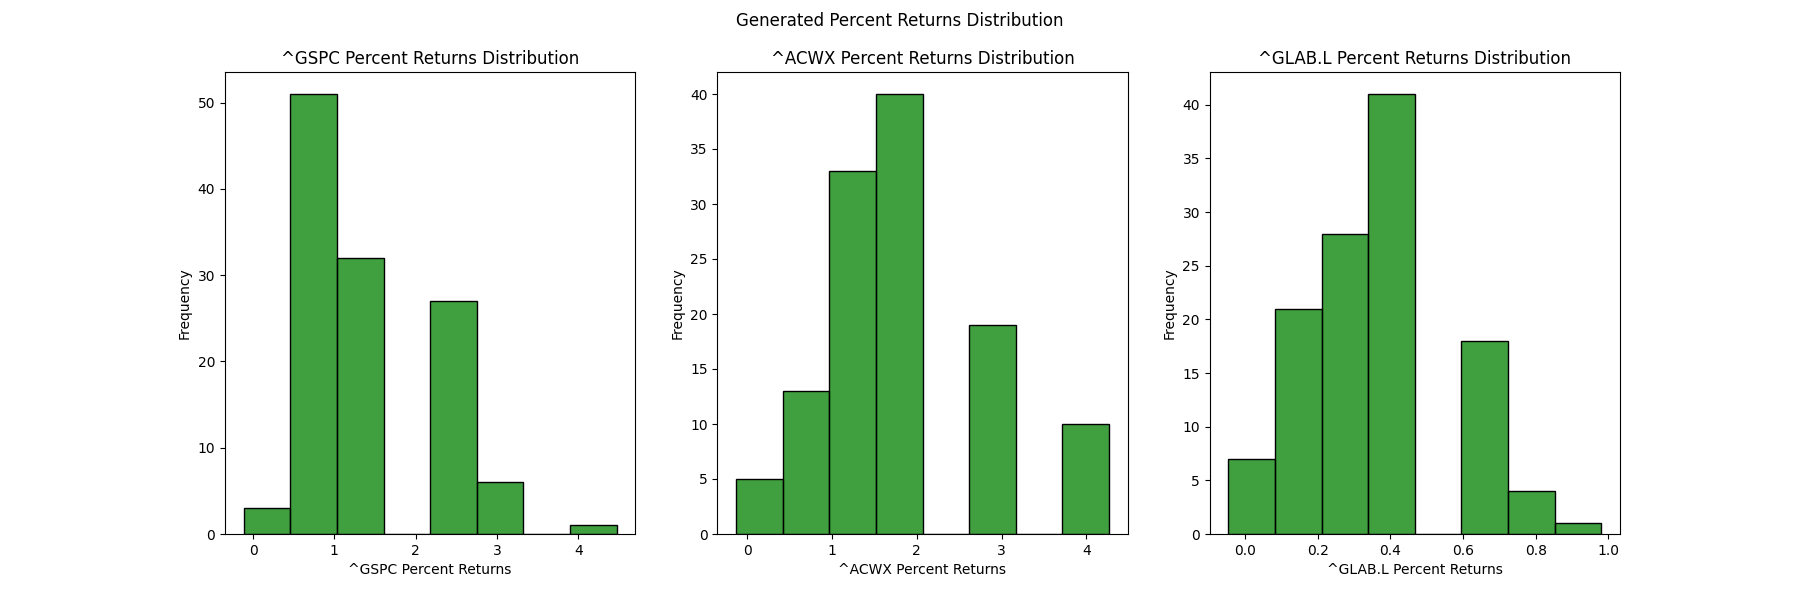 Generated Percent Returns Distribution
^GSPC Percent Returns Distribution
50
40
30
20
10
0
Frequency
0 1 2 3 4
^GSPC Percent Returns
^ACWX Percent Returns Distribution
40
35
30
25
20
15
10
5
0
Frequency
0 1 2 3 4
^ACWX Percent Returns
^GLAB.L Percent Returns Distribution
40
35
30
25
20
15
10
5
0
Frequency
0.0 0.2 0.4 0.6 0.8 1.0
^GLAB.L Percent Returns